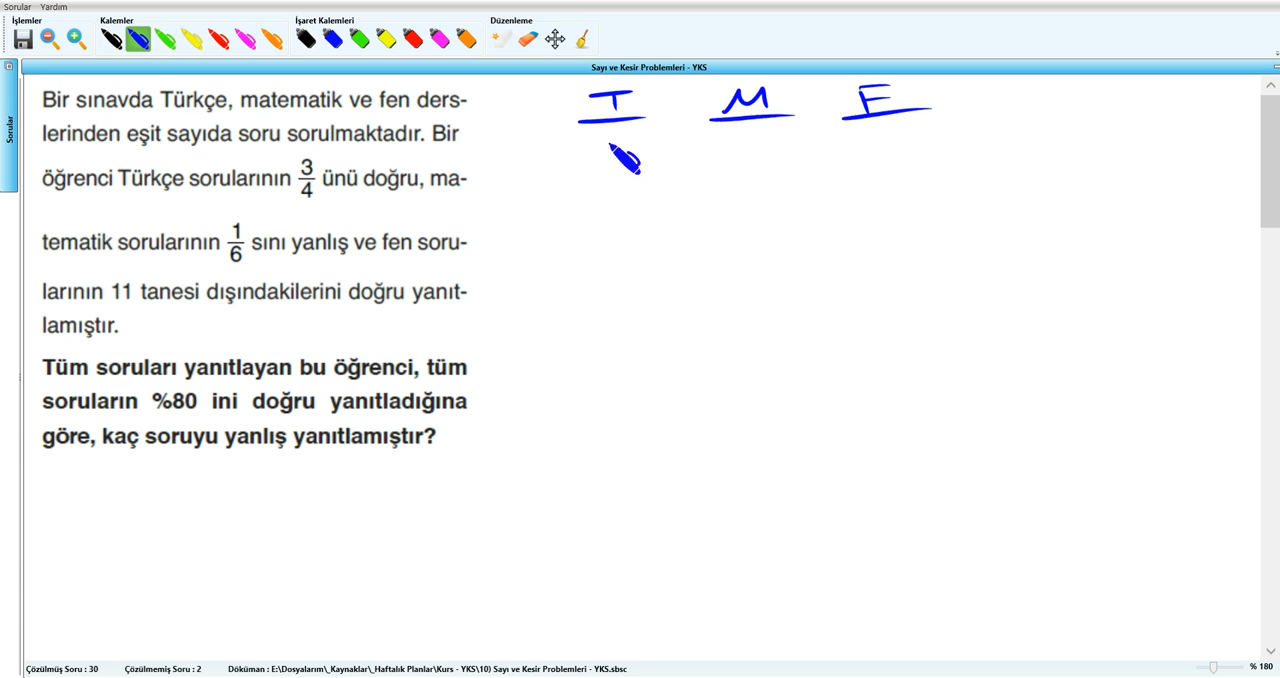 Sorular Yardım
İşlemler Kalemler İşaret Kalemleri Düzenleme
Sayı ve Kesir Problemleri - YKS
Sorular
Bir sınavda Türkçe, matematik ve fen ders-
lerinden eşit sayıda soru sorulmaktadır. Bir
öğrenci Türkçe sorularının 3/4 ünü doğru, ma-
tematik sorularının 1/6 sını yanlış ve fen soru-
larının 11 tanesi dışındakilerini doğru yanıt-
lamıştır.
Tüm soruları yanıtlayan bu öğrenci, tüm
soruların %80 ini doğru yanıtladığına
göre, kaç soruyu yanlış yanıtlamıştır?
T M F
Çözülmüş Soru : 30 Çözülmemiş Soru : 2 Döküman : E:\Dosyalarım\_Kaynaklar\_Haftalık Planlar\Kurs - YKS\10) Sayı ve Kesir Problemleri - YKS.sbsc % 180